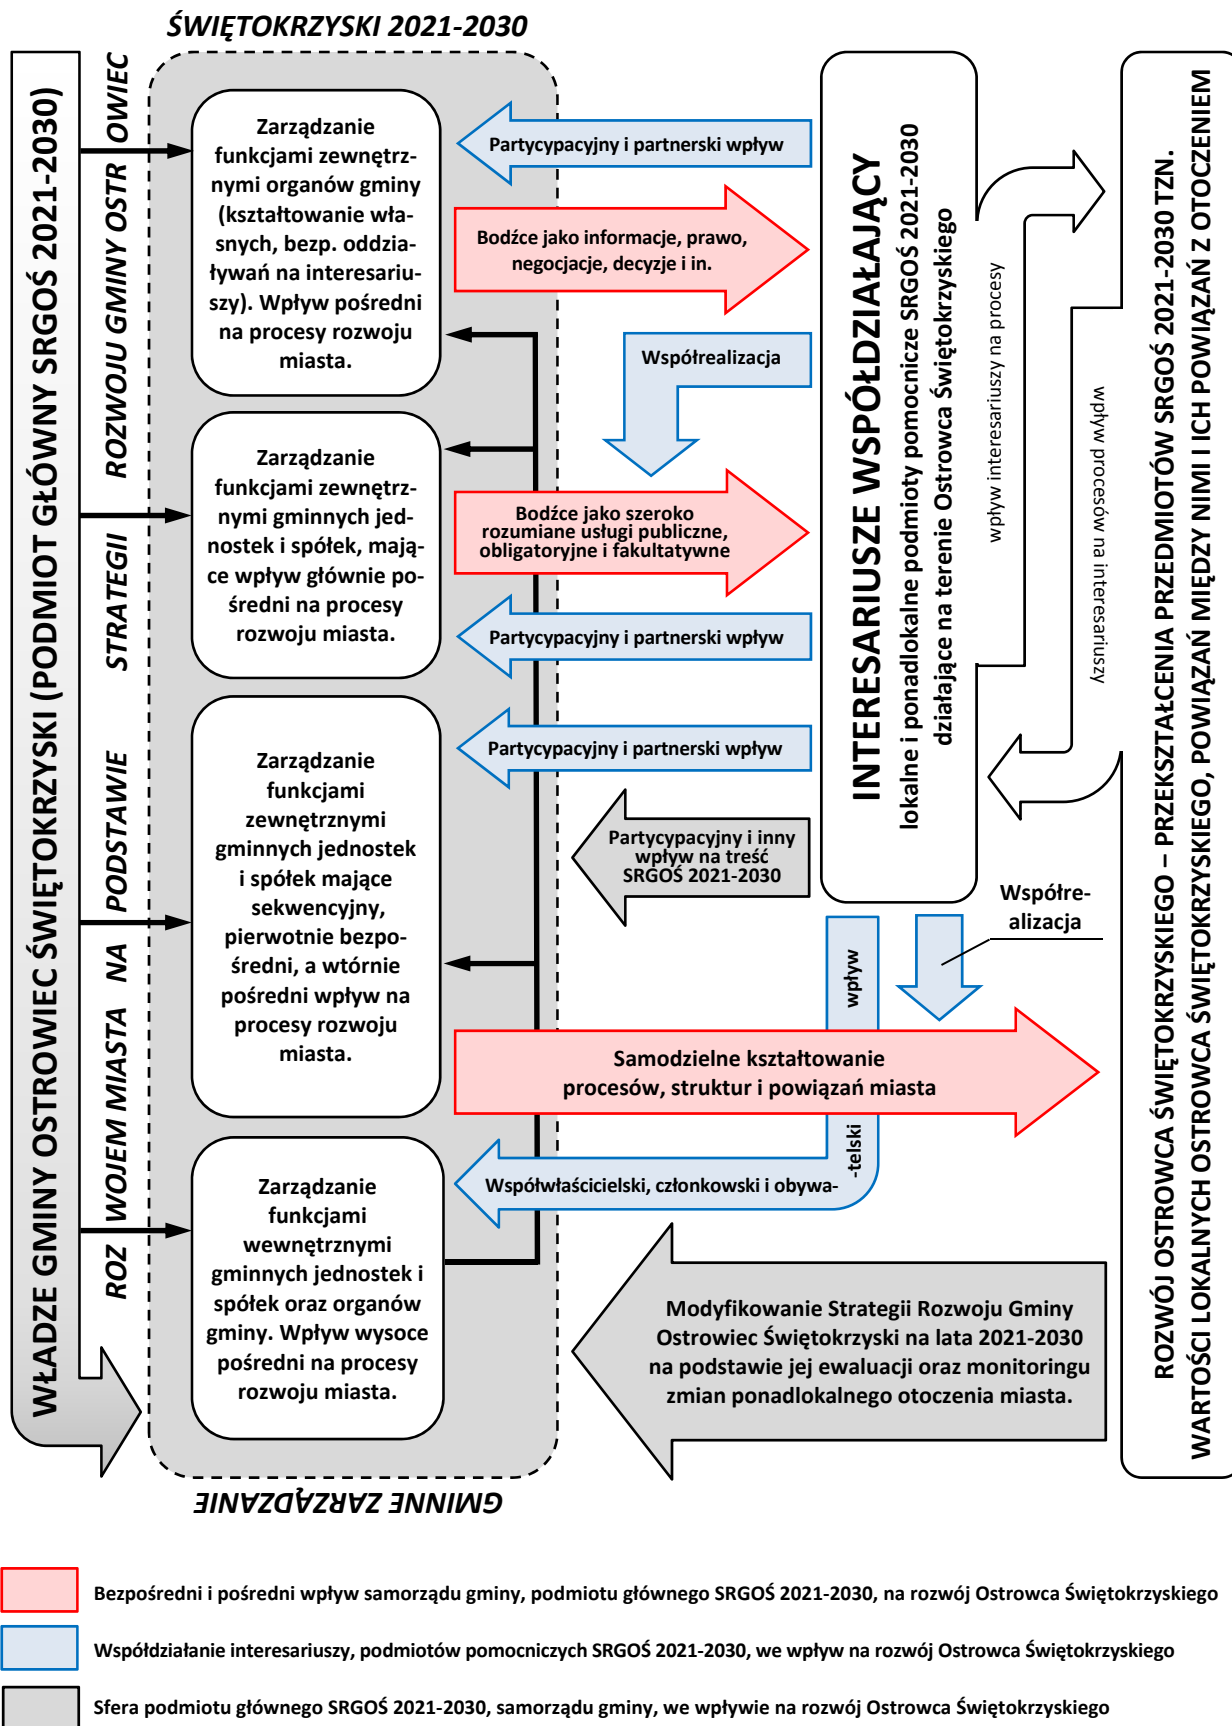 WŁADZE GMINY OSTROWIEC ŚWIĘTOKRZYSKI (PODMIOT GŁÓWNY SRGOŚ 2021-2030)
GMINNE ZARZĄDZANIE
ROZ WOJEM MIASTA NA PODSTAWIE STRATEGII ROZWOJU GMINY OSTR OWIEC
ŚWIĘTOKRZYSKI 2021-2030
Zarządzanie
funkcjami zewnętrz-
nymi organów gminy
(kształtowanie wła-
snych, bezp. oddzia-
ływań na interesariu-
szy). Wpływ pośredni
na procesy rozwoju
miasta.
Zarządzanie
funkcjami zewnętrz-
nymi gminnych jed-
nostek i spółek, mają-
ce wpływ głównie po-
średni na procesy
rozwoju miasta.
Zarządzanie
funkcjami
zewnętrznymi
gminnych jednostek
i spółek mające
sekwencyjny,
pierwotnie bezpo-
średni, a wtórnie
pośredni wpływ na
procesy rozwoju
miasta.
Zarządzanie
funkcjami
wewnętrznymi
gminnych jednostek i
spółek oraz organów
gminy. Wpływ wysoce
pośredni na procesy
rozwoju miasta.
Partycypacyjny i partnerski wpływ
Bodźce jako informacje, prawo,
negocjacje, decyzje i in.
Współrealizacja
Bodźce jako szeroko
rozumiane usługi publiczne,
obligatoryjne i fakultatywne
Partycypacyjny i partnerski wpływ
Partycypacyjny i partnerski wpływ
Partycypacyjny i inny
wpływ na treść
SRGOŚ 2021-2030
Współre-
alizacja
Samodzielne kształtowanie
procesów, struktur i powiązań miasta
Współwłaścicielski, członkowski i obywa-
-telski
wpływ
Modyfikowanie Strategii Rozwoju Gminy
Ostrowiec Świętokrzyski na lata 2021-2030
na podstawie jej ewaluacji oraz monitoringu
zmian ponadlokalnego otoczenia miasta.
INTERESARIUSZE WSPÓŁDZIAŁAJĄCY
lokalne i ponadlokalne podmioty pomocnicze SRGOŚ 2021-2030
działające na terenie Ostrowca Świętokrzyskiego
wpływ interesariuszy na procesy
wpływ procesów na interesariuszy
ROZWÓJ OSTROWCA ŚWIĘTOKRZYSKIEGO – PRZEKSZTAŁCENIA PRZEDMIOTÓW SRGOŚ 2021-2030 TZN.
WARTOŚCI LOKALNYCH OSTROWCA ŚWIĘTOKRZYSKIEGO, POWIĄZAŃ MIĘDZY NIMI I ICH POWIĄZAŃ Z OTOCZENIEM
Bezpośredni i pośredni wpływ samorządu gminy, podmiotu głównego SRGOŚ 2021-2030, na rozwój Ostrowca Świętokrzyskiego
Współdziałanie interesariuszy, podmiotów pomocniczych SRGOŚ 2021-2030, we wpływ na rozwój Ostrowca Świętokrzyskiego
Sfera podmiotu głównego SRGOŚ 2021-2030, samorządu gminy, we wpływie na rozwój Ostrowca Świętokrzyskiego